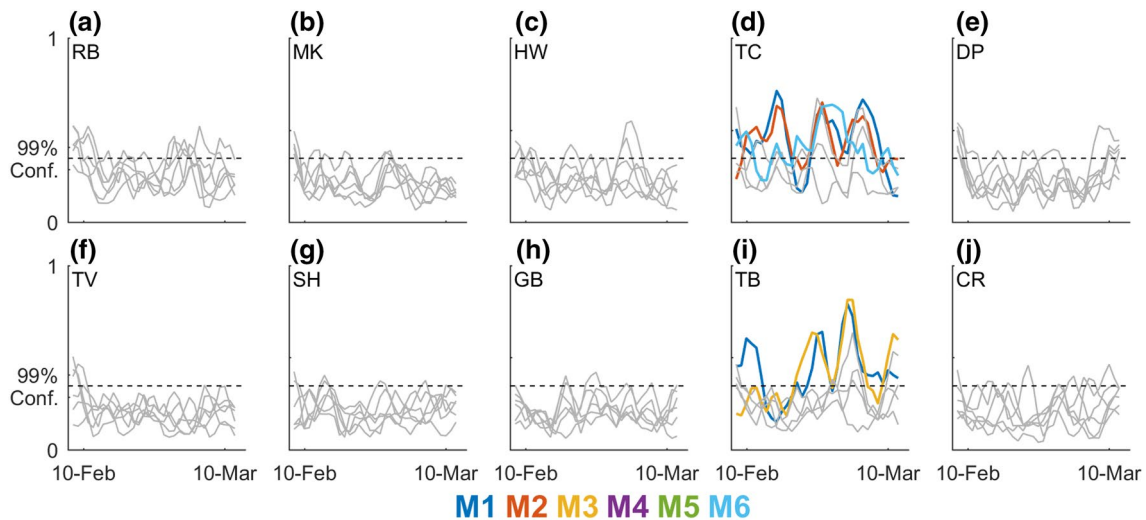 (a) (b) (c) (d) (e)
1 RB MK HW TC DP
99%
Conf.
0
(f) (g) (h) (i) (j)
1 TV SH GB TB CR
99%
Conf.
0
10-Feb 10-Mar 10-Feb 10-Mar 10-Feb 10-Mar 10-Feb 10-Mar 10-Feb 10-Mar
M1 M2 M3 M4 M5 M6